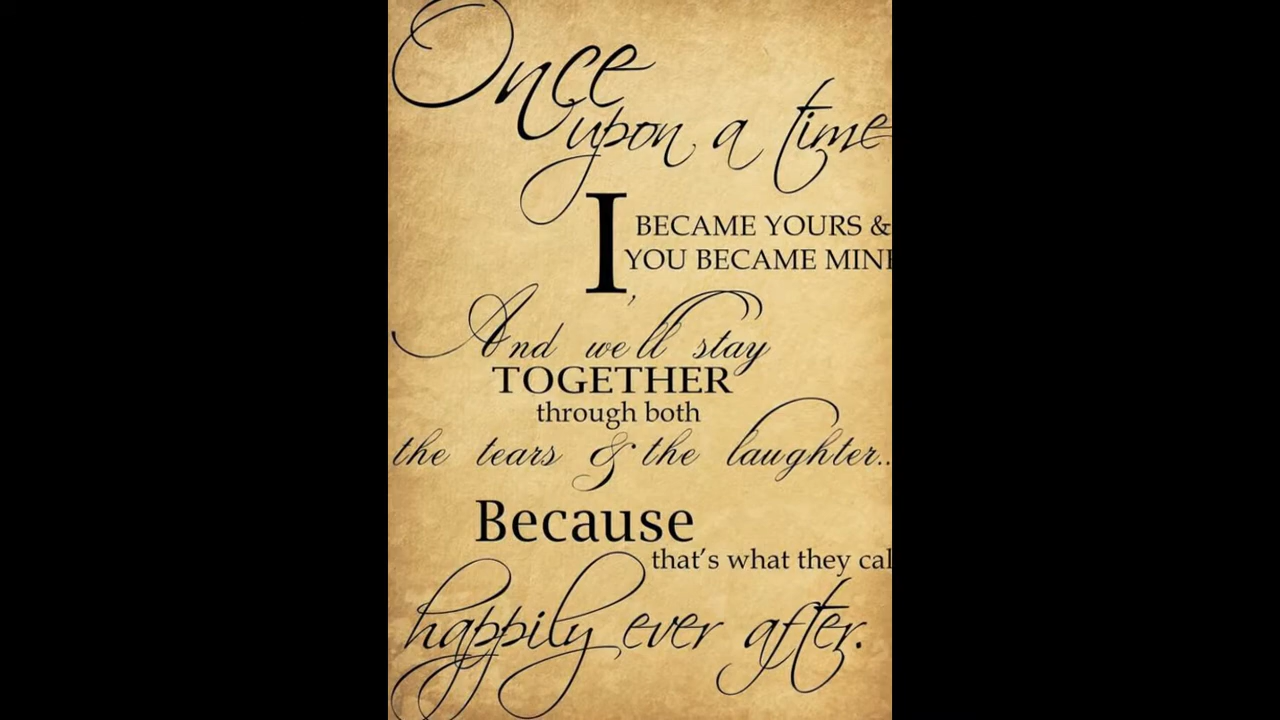 Once
upon a time
I BECAME YOURS &
YOU BECAME MINE
And we'll stay
TOGETHER
through both
the tears & the laughter..
Because
that's what they cal
happily ever after.